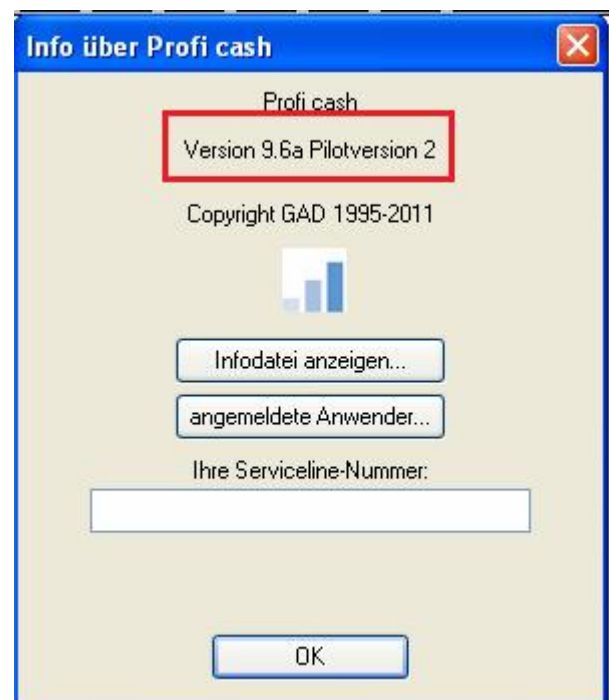 Info über Profi cash
Profi cash
Version 9.6a Pilotversion 2
Copyright GAD 1995-2011
Infodatei anzeigen...
angemeldete Anwender...
Ihre Serviceline-Nummer:
OK